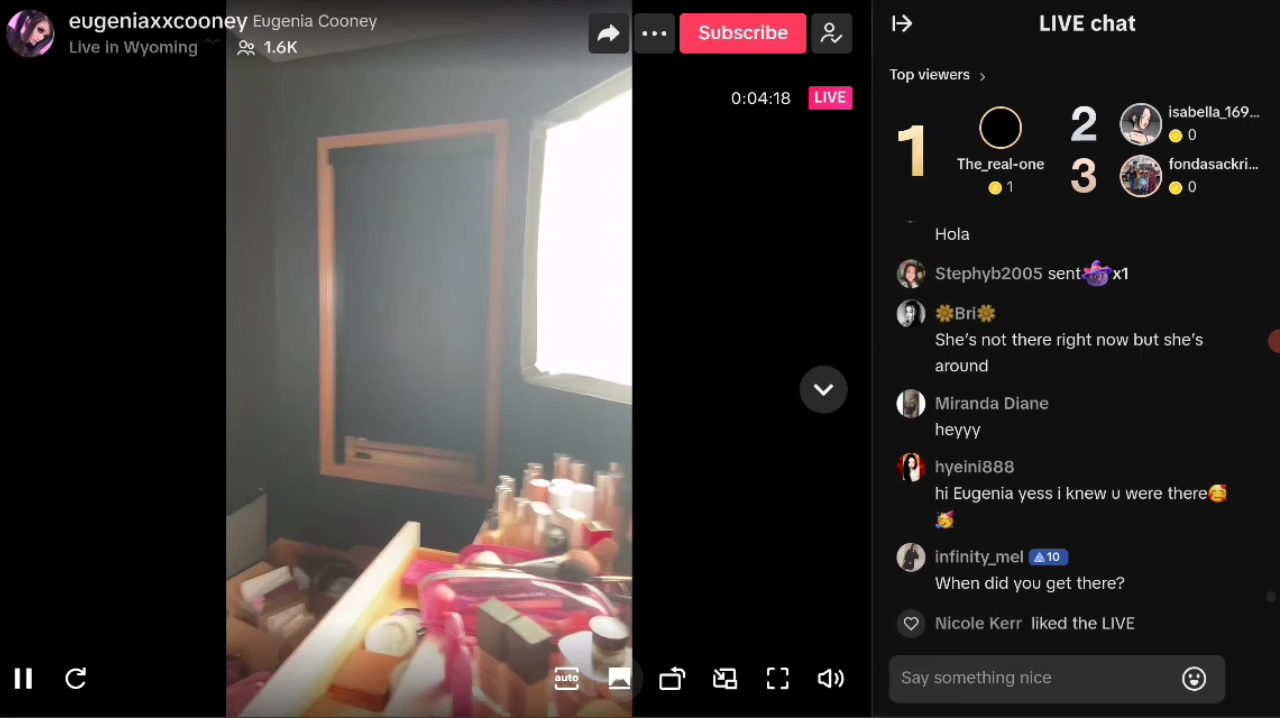 eugeniaxxcooney Eugenia Cooney
Live in Wyoming
1.6K
Subscribe
0:04:18 LIVE
LIVE chat
Top viewers
1
The_real-one
1
2
isabella_169...
0
3
fondasackri...
0
Hola
Stephyb2005 sent x1
Bri
She's not there right now but she's
around
Miranda Diane
heyyy
hyeini888
hi Eugenia yess i knew u were there
infinity_mel 10
When did you get there?
Nicole Kerr liked the LIVE
auto
Say something nice